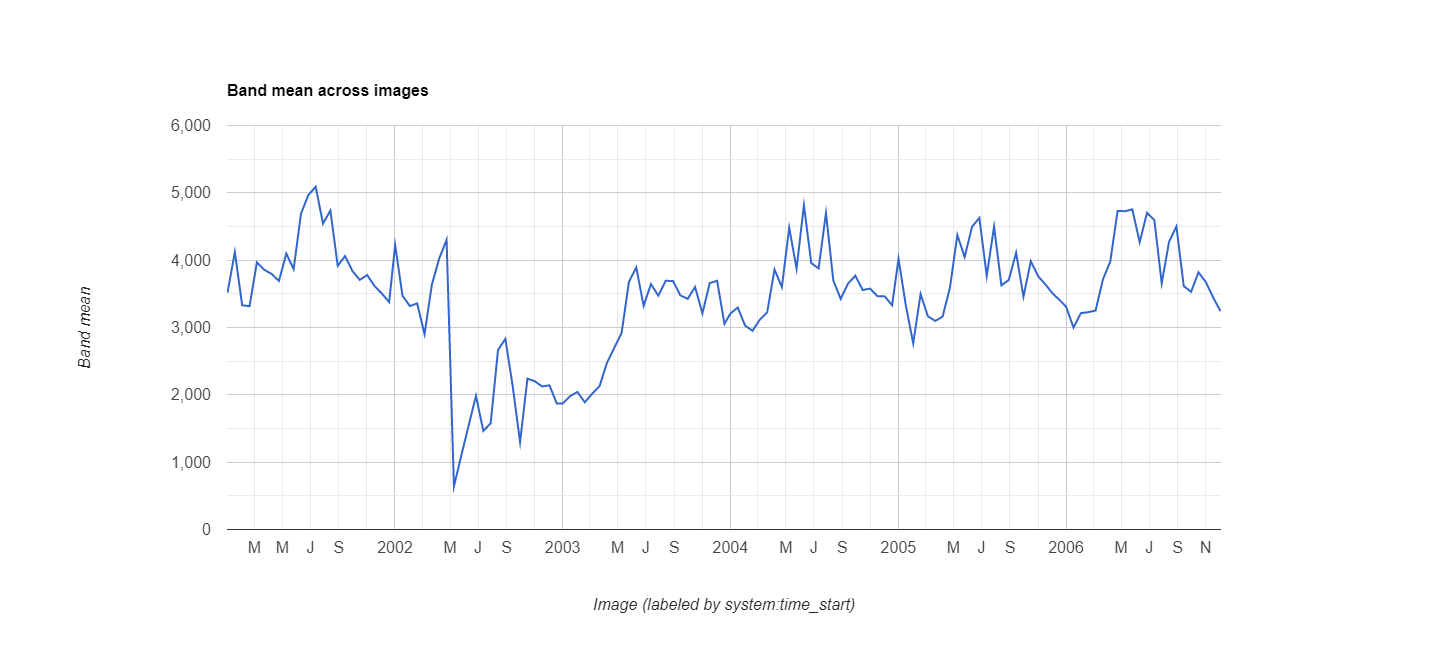 Band mean across images
6,000
5,000
4,000
3,000
2,000
1,000
0
Band mean
M M J S 2002 M J S 2003 M J S 2004 M J S 2005 M J S 2006 M J S N
Image (labeled by system:time_start)